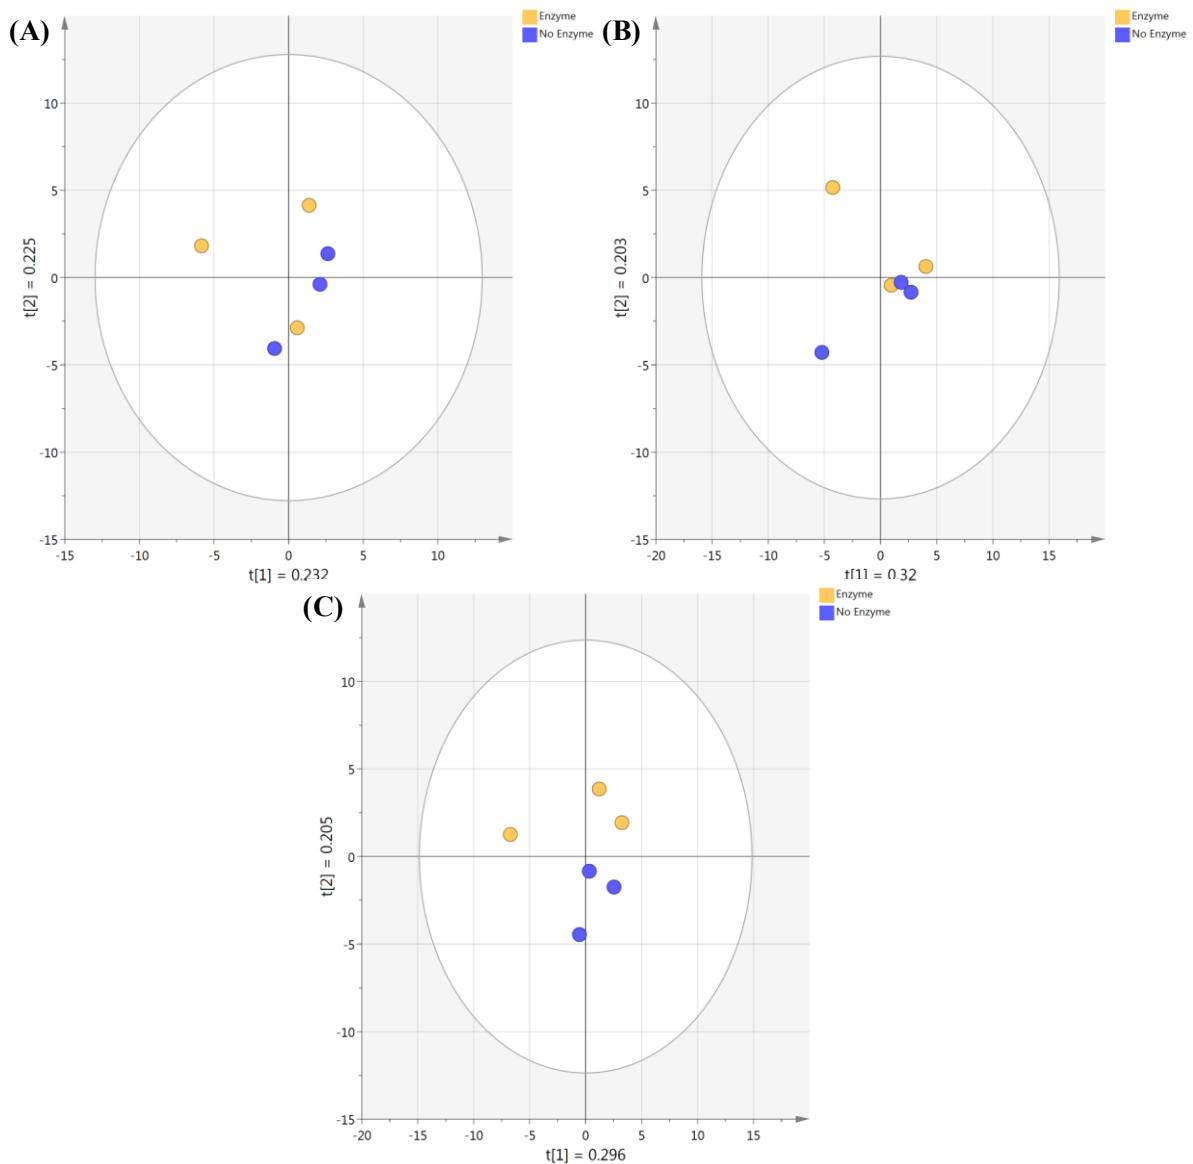 (A)
Enzyme
No Enzyme
10
5
0
-5
-10
-15
t[2] = 0.225
-15 -10 -5 0 5 10
t[1] = 0.232
(B)
Enzyme
No Enzyme
10
5
0
-5
-10
-15
t[2] = 0.203
-20 -15 -10 -5 0 5 10 15
t[1] = 0.32
(C)
Enzyme
No Enzyme
10
5
0
-5
-10
-15
t[2] = 0.205
-20 -15 -10 -5 0 5 10 15
t[1] = 0.296